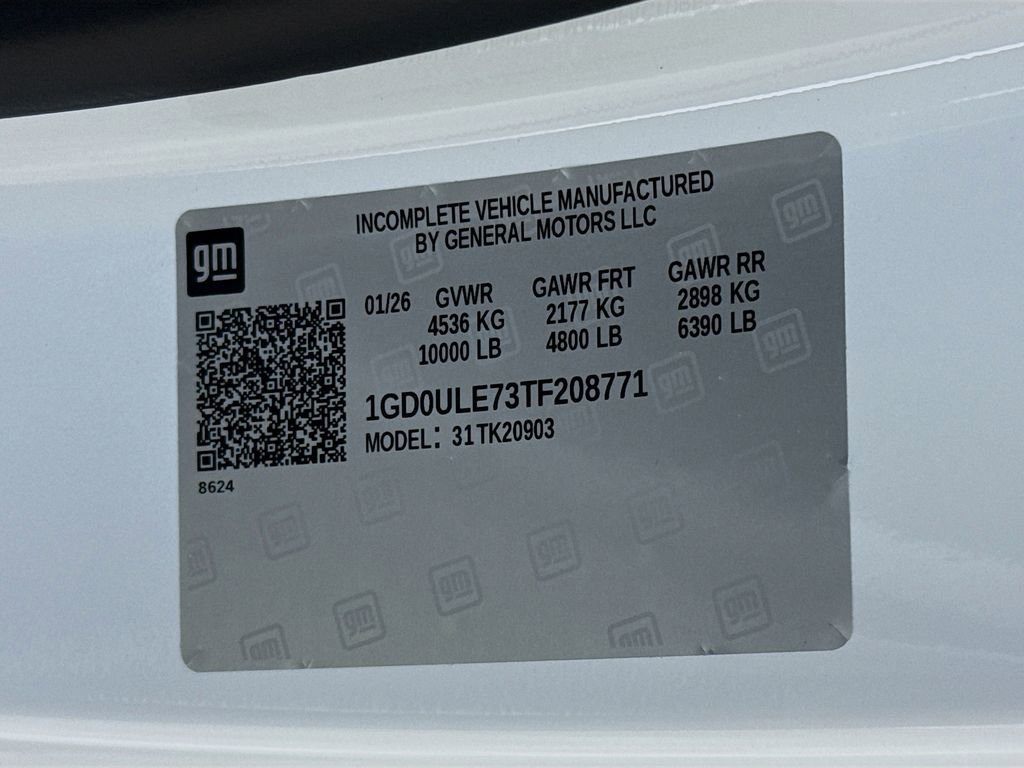 INCOMPLETE VEHICLE MANUFACTURED
BY GENERAL MOTORS LLC
gm
01/26 GVWR GAWR FRT GAWR RR
4536 KG 2177 KG 2898 KG
10000 LB 4800 LB 6390 LB
1GD0ULE73TF208771
MODEL: 31TK20903
8624